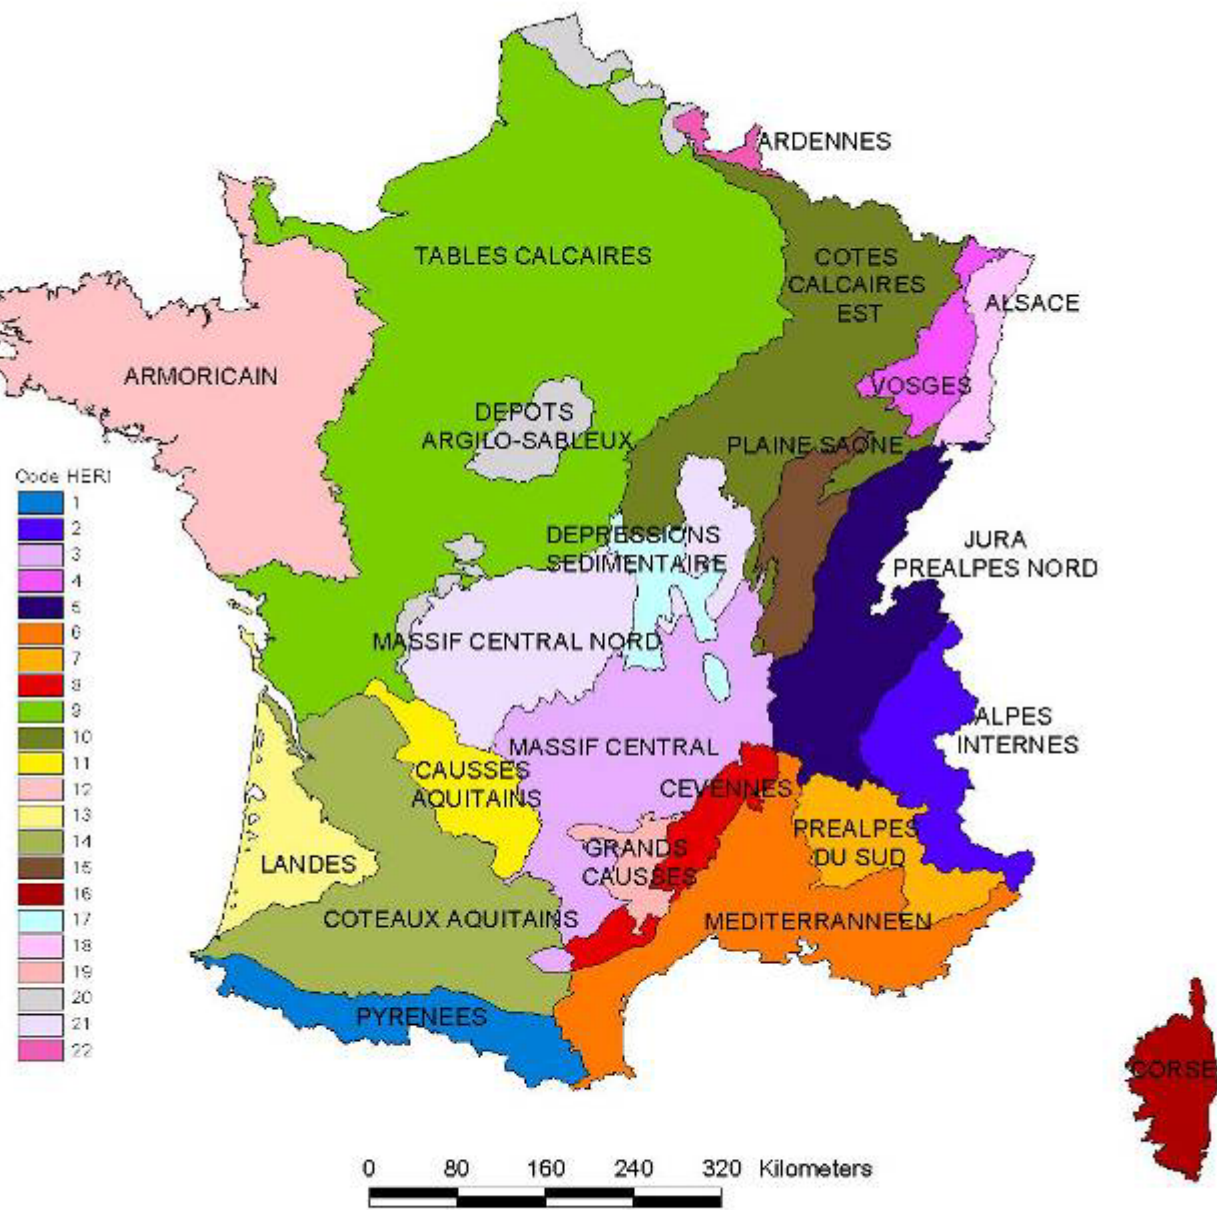 ARDENNES
TABLES CALCAIRES
COTES
CALCAIRES
EST
ALSACE
ARMORICAIN
VOSGES
DEPOTS
ARGILO-SABLEUX
PLAINE SAONE
Code HER1
1
2
3
4
5
6
7
8
9
10
11
12
13
14
15
16
17
18
19
20
21
22
DEPRESSIONS
SEDIMENTAIRE
JURA
PREALPES NORD
MASSIF CENTRAL NORD
ALPES
INTERNES
MASSIF CENTRAL
CAUSSES
AQUITAINS
CEVENNES
PREALPES
DU SUD
GRANDS
CAUSSES
LANDES
COTEAUX AQUITAINS
MEDITERRANNEEN
PYRENEES
CORSE
0 80 160 240 320 Kilometers